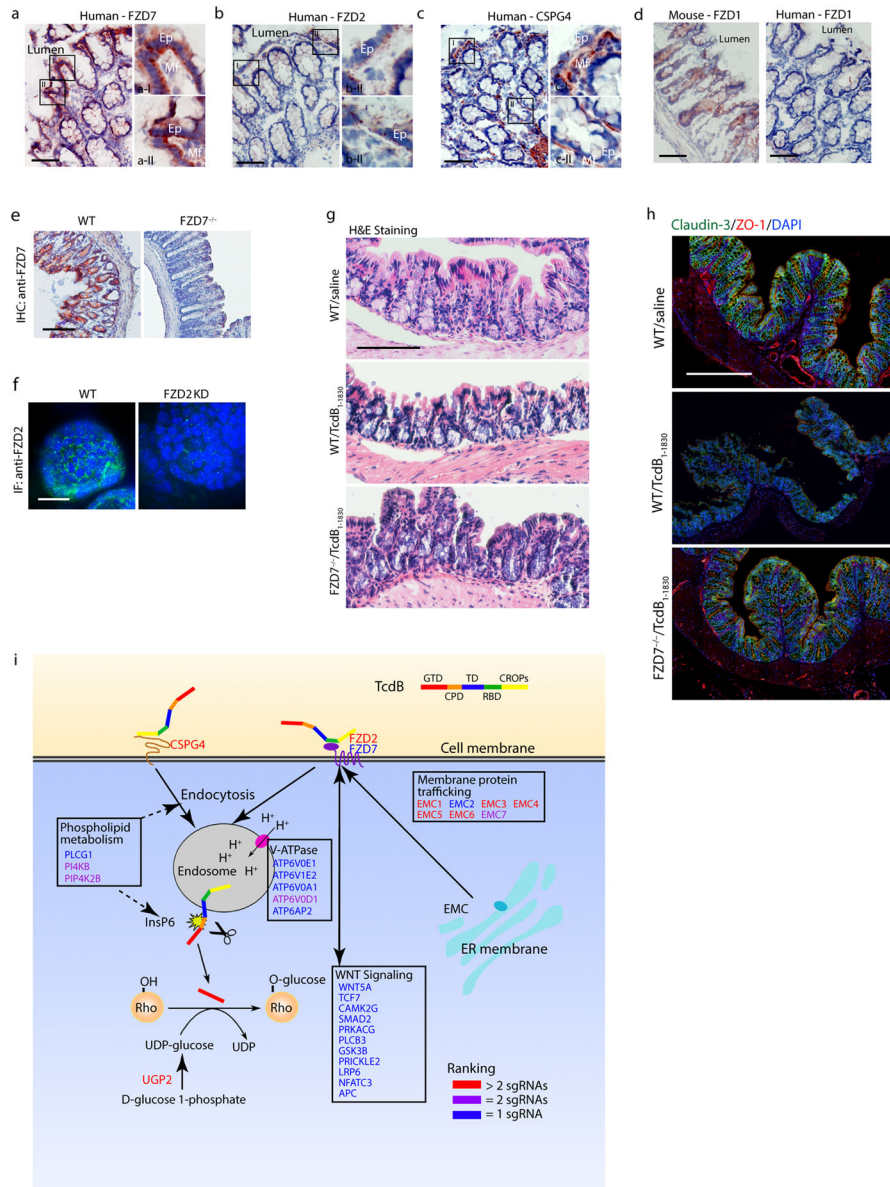 a
Human - FZD7
Lumen
I
II
Ep
Mf
a-I
Ep
Mf
a-II
b
Human - FZD2
Lumen
Ep
b-II
Ep
b-II
c
Human - CSPG4
I
II
Ep
Mf
c-I
Ep
c-II
d
Mouse - FZD1
Lumen
Human - FZD1
Lumen
e
WT
FZD7–/–
IHC: anti-FZD7
f
WT
FZD2 KD
IF: anti-FZD2
g
H&E Staining
WT/saline
WT/TcdB1-1830
FZD7–/–/TcdB1-1830
h
Claudin-3/ZO-1/DAPI
WT/saline
WT/TcdB1-1830
FZD7–/–/TcdB1-1830
i
TcdB
GTD TD CROPs
CPD RBD
CSPG4
FZD2
FZD7
Cell membrane
Membrane protein
trafficking
EMC1 EMC2 EMC3 EMC4
EMC5 EMC6 EMC7
Endocytosis
Phospholipid
metabolism
PLCG1
PI4KB
PIP4K2B
H+
H+
H+
H+
H+
Endosome
V-ATPase
ATP6V0E1
ATP6V1E2
ATP6V0A1
ATP6V0D1
ATP6AP2
InsP6
EMC
ER membrane
OH
Rho
O-glucose
Rho
UDP-glucose
UDP
UGP2
D-glucose 1-phosphate
WNT Signaling
WNT5A
TCF7
CAMK2G
SMAD2
PRKACG
PLCB3
GSK3B
PRICKLE2
LRP6
NFATC3
APC
Ranking
> 2 sgRNAs
= 2 sgRNAs
= 1 sgRNA